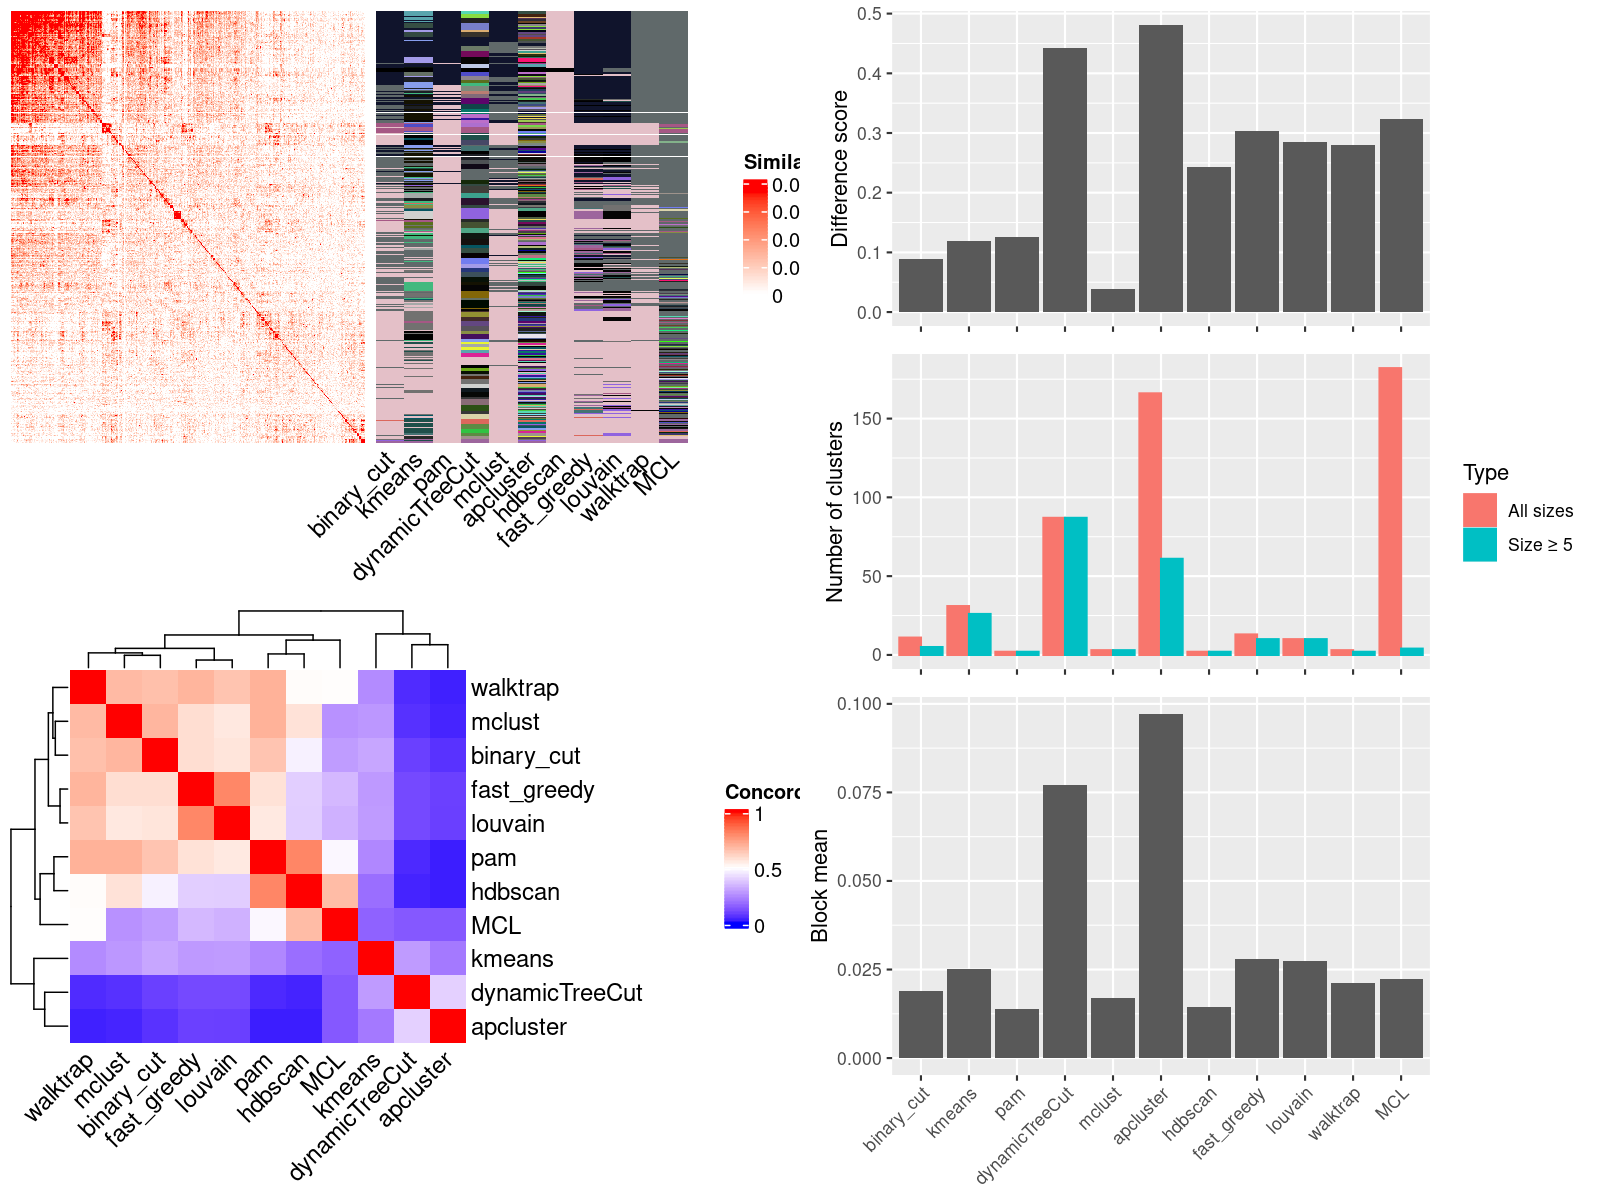 Simila
0.0
0.0
0.0
0.0
0
binary_cut
kmeans
pam
dynamicTreeCut
mclust
apcluster
hdbscan
fast_greedy
louvain
walktrap
MCL
walktrap
mclust
binary_cut
fast_greedy
louvain
pam
hdbscan
MCL
kmeans
dynamicTreeCut
apcluster
walktrap
mclust
binary_cut
fast_greedy
louvain
pam
hdbscan
MCL
kmeans
dynamicTreeCut
apcluster
Concord
1
0.5
0
Difference score
0.5
0.4
0.3
0.2
0.1
0.0
Number of clusters
150
100
50
0
Type
All sizes
Size ≥ 5
Block mean
0.100
0.075
0.050
0.025
0.000
binary_cut
kmeans
pam
dynamicTreeCut
mclust
apcluster
hdbscan
fast_greedy
louvain
walktrap
MCL